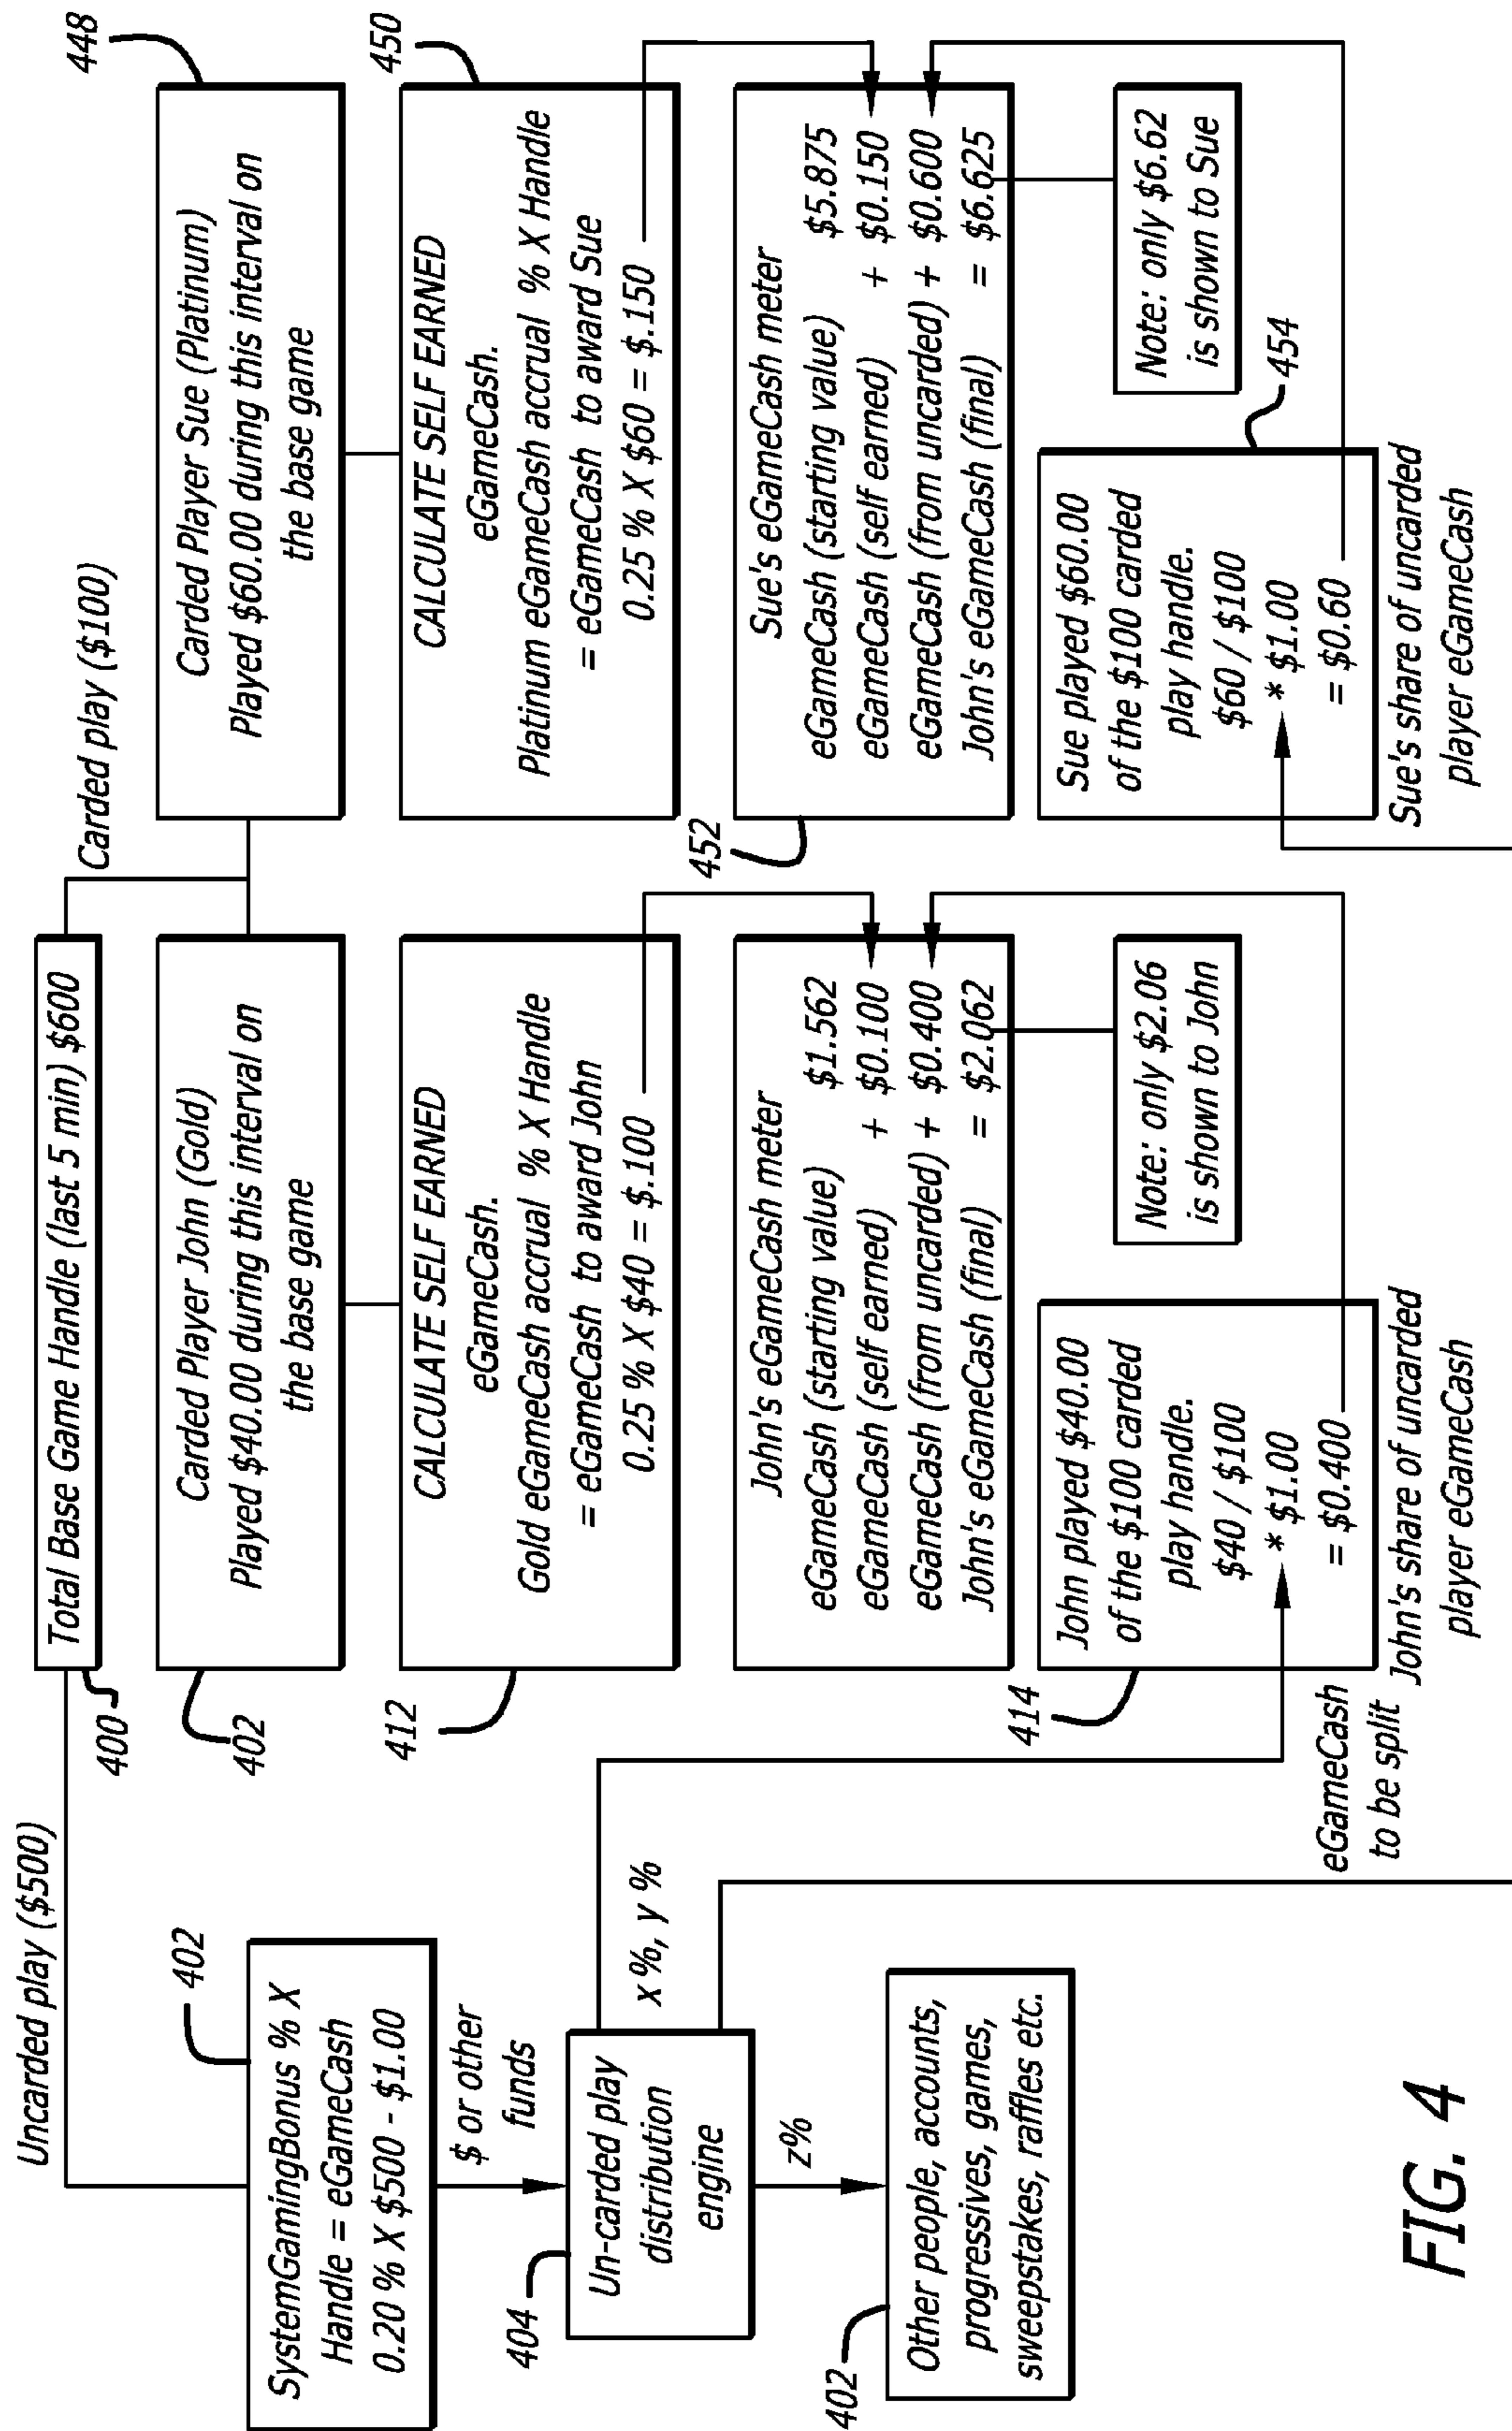 Total Base Game Handle (last 5 min) $600
400
Uncarded play ($500)
Carded play ($100)
402
SystemGamingBonus % X
Handle = eGameCash
0.20 % X $500 - $1.00
$ or other
funds
404
Un-carded play
distribution
engine
x %, y %
z%
402
Other people, accounts,
progressives, games,
sweepstakes, raffles etc.
402
Carded Player John (Gold)
Played $40.00 during this interval on
the base game
412
CALCULATE SELF EARNED
eGameCash.
Gold eGameCash accrual % X Handle
= eGameCash to award John
0.25 % X $40 = $.100
John's eGameCash meter
eGameCash (starting value) $1.562
eGameCash (self earned) + $0.100
eGameCash (from uncarded) + $0.400
John's eGameCash (final) = $2.062
Note: only $2.06
is shown to John
414
John played $40.00
of the $100 carded
play handle.
$40 / $100
* $1.00
= $0.400
eGameCash
to be split
John's share of uncarded
player eGameCash
448
Carded Player Sue (Platinum)
Played $60.00 during this interval on
the base game
450
CALCULATE SELF EARNED
eGameCash.
Platinum eGameCash accrual % X Handle
= eGameCash to award Sue
0.25 % X $60 = $.150
452
Sue's eGameCash meter
eGameCash (starting value) $5.875
eGameCash (self earned) + $0.150
eGameCash (from uncarded) + $0.600
John's eGameCash (final) = $6.625
Note: only $6.62
is shown to Sue
454
Sue played $60.00
of the $100 carded
play handle.
$60 / $100
* $1.00
= $0.60
Sue's share of uncarded
player eGameCash
FIG. 4